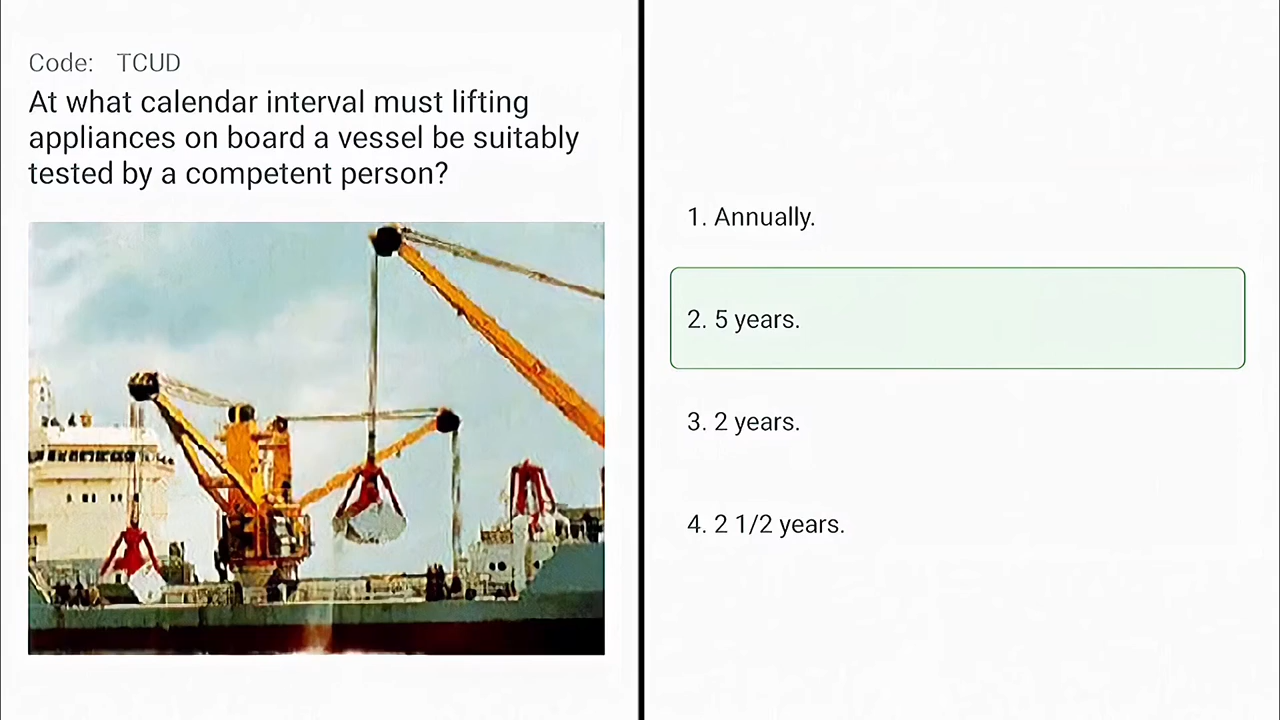 Code: TCUD
At what calendar interval must lifting
appliances on board a vessel be suitably
tested by a competent person?
1. Annually.
2. 5 years.
3. 2 years.
4. 2 1/2 years.